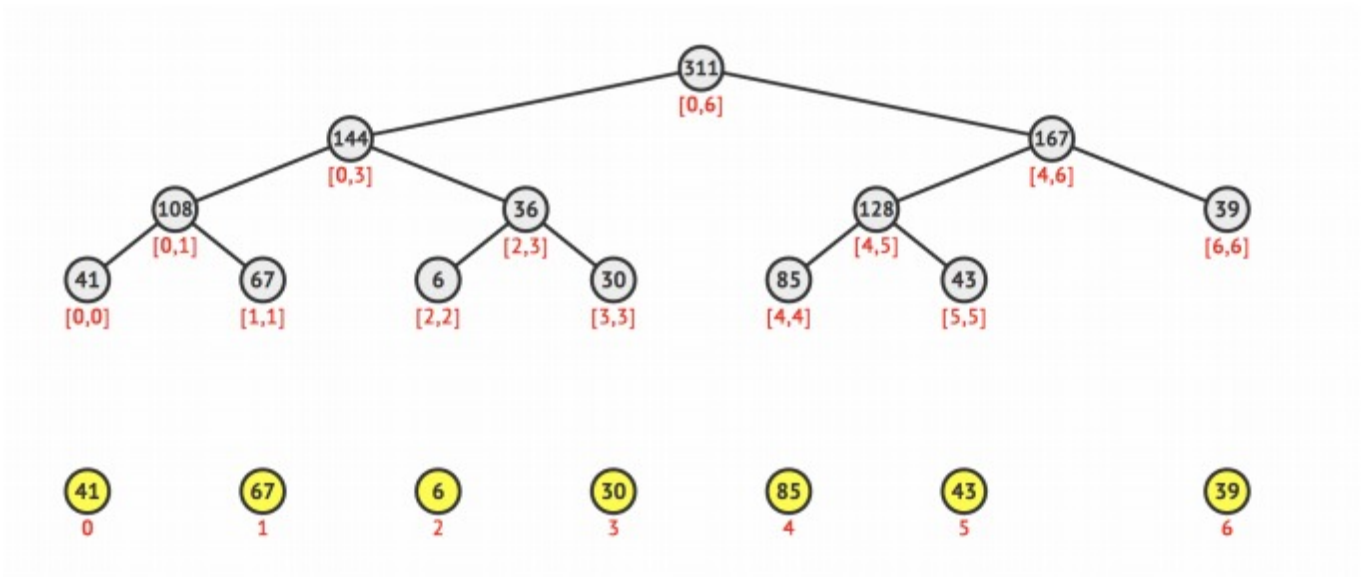 311
[0,6]
144 167
[0,3] [4,6]
108 36 128 39
[0,1] [2,3] [4,5] [6,6]
41 67 6 30 85 43
[0,0] [1,1] [2,2] [3,3] [4,4] [5,5]
41 67 6 30 85 43 39
0 1 2 3 4 5 6